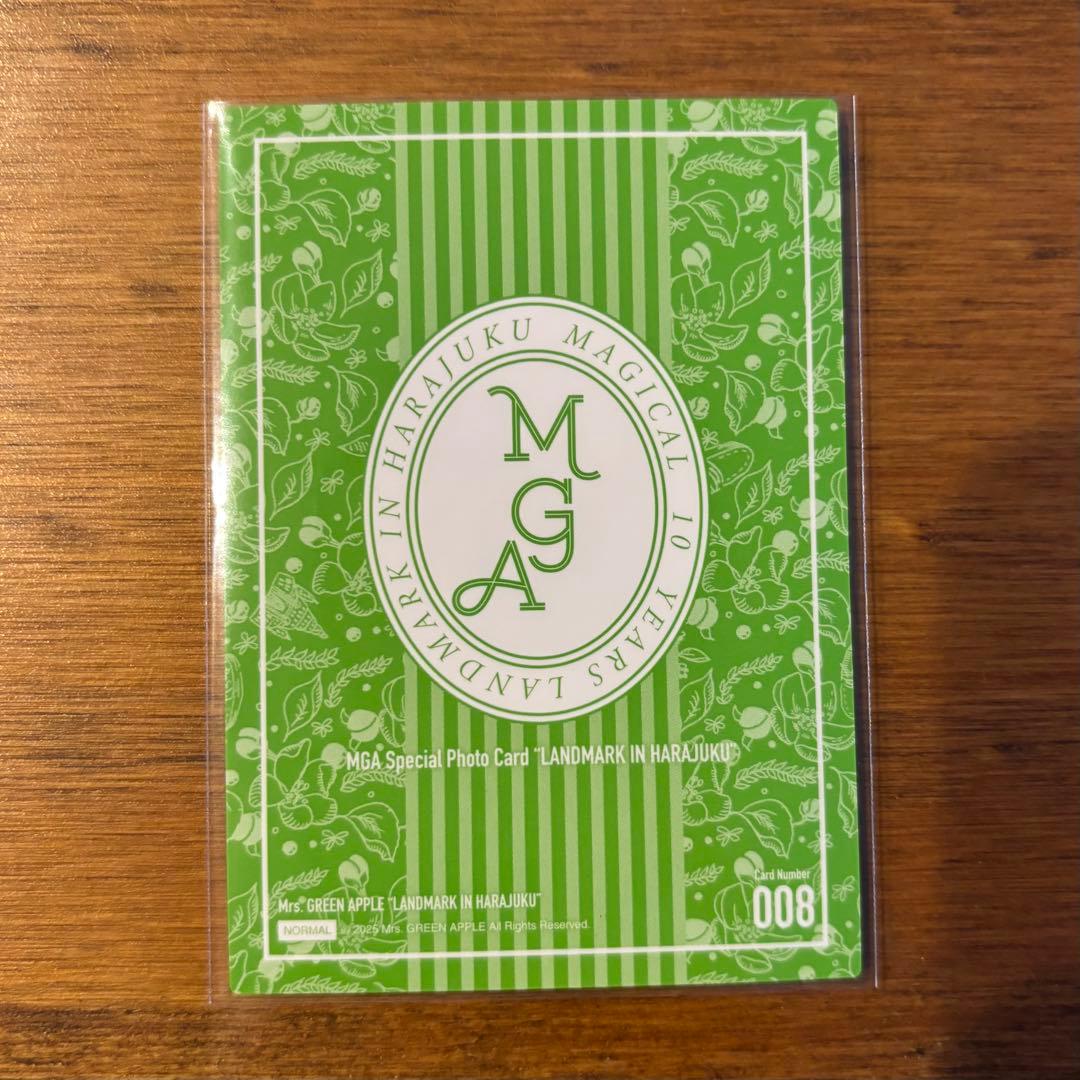 MAGICAL 10 YEARS LANDMARK IN HARAJUKU
M
G
A
MGA Special Photo Card "LANDMARK IN HARAJUKU"
Card Number
008
Mrs. GREEN APPLE "LANDMARK IN HARAJUKU"
NORMAL
2025 Mrs. GREEN APPLE All Rights Reserved.